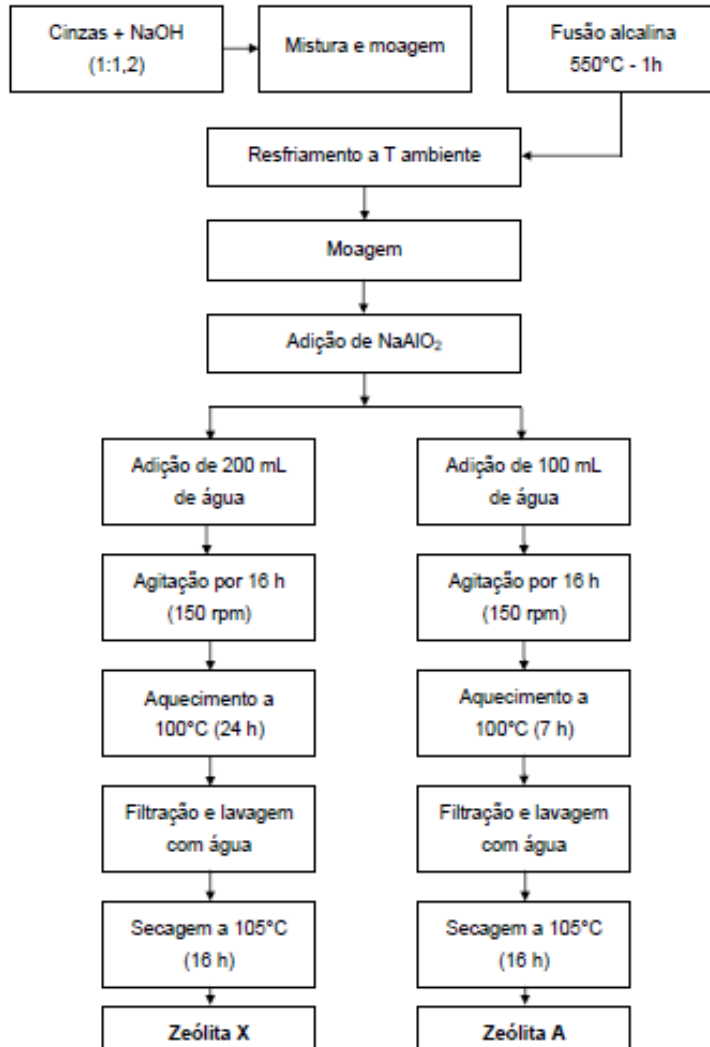 Cinzas + NaOH
(1:1,2)
Mistura e moagem
Fusão alcalina
550°C - 1h
Resfriamento a T ambiente
Moagem
Adição de NaAlO₂
Adição de 200 mL
de água
Adição de 100 mL
de água
Agitação por 16 h
(150 rpm)
Agitação por 16 h
(150 rpm)
Aquecimento a
100°C (24 h)
Aquecimento a
100°C (7 h)
Filtração e lavagem
com água
Filtração e lavagem
com água
Secagem a 105°C
(16 h)
Secagem a 105°C
(16 h)
Zeólita X
Zeólita A